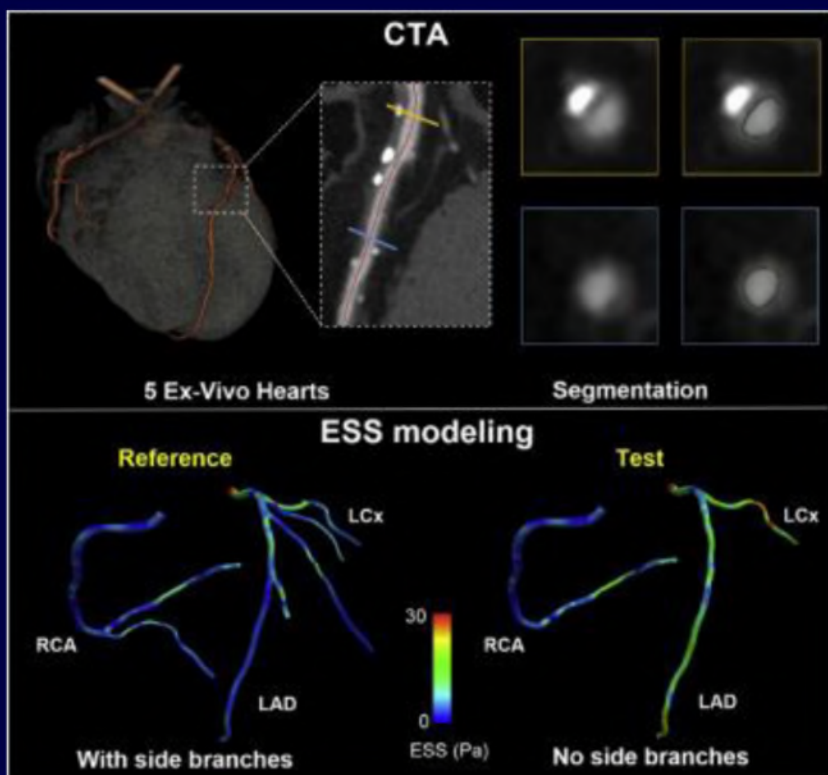 CTA
5 Ex-Vivo Hearts
Segmentation
ESS modeling
Reference
Test
LCx
LCx
30
RCA
RCA
LAD
LAD
0
ESS (Pa)
With side branches
No side branches